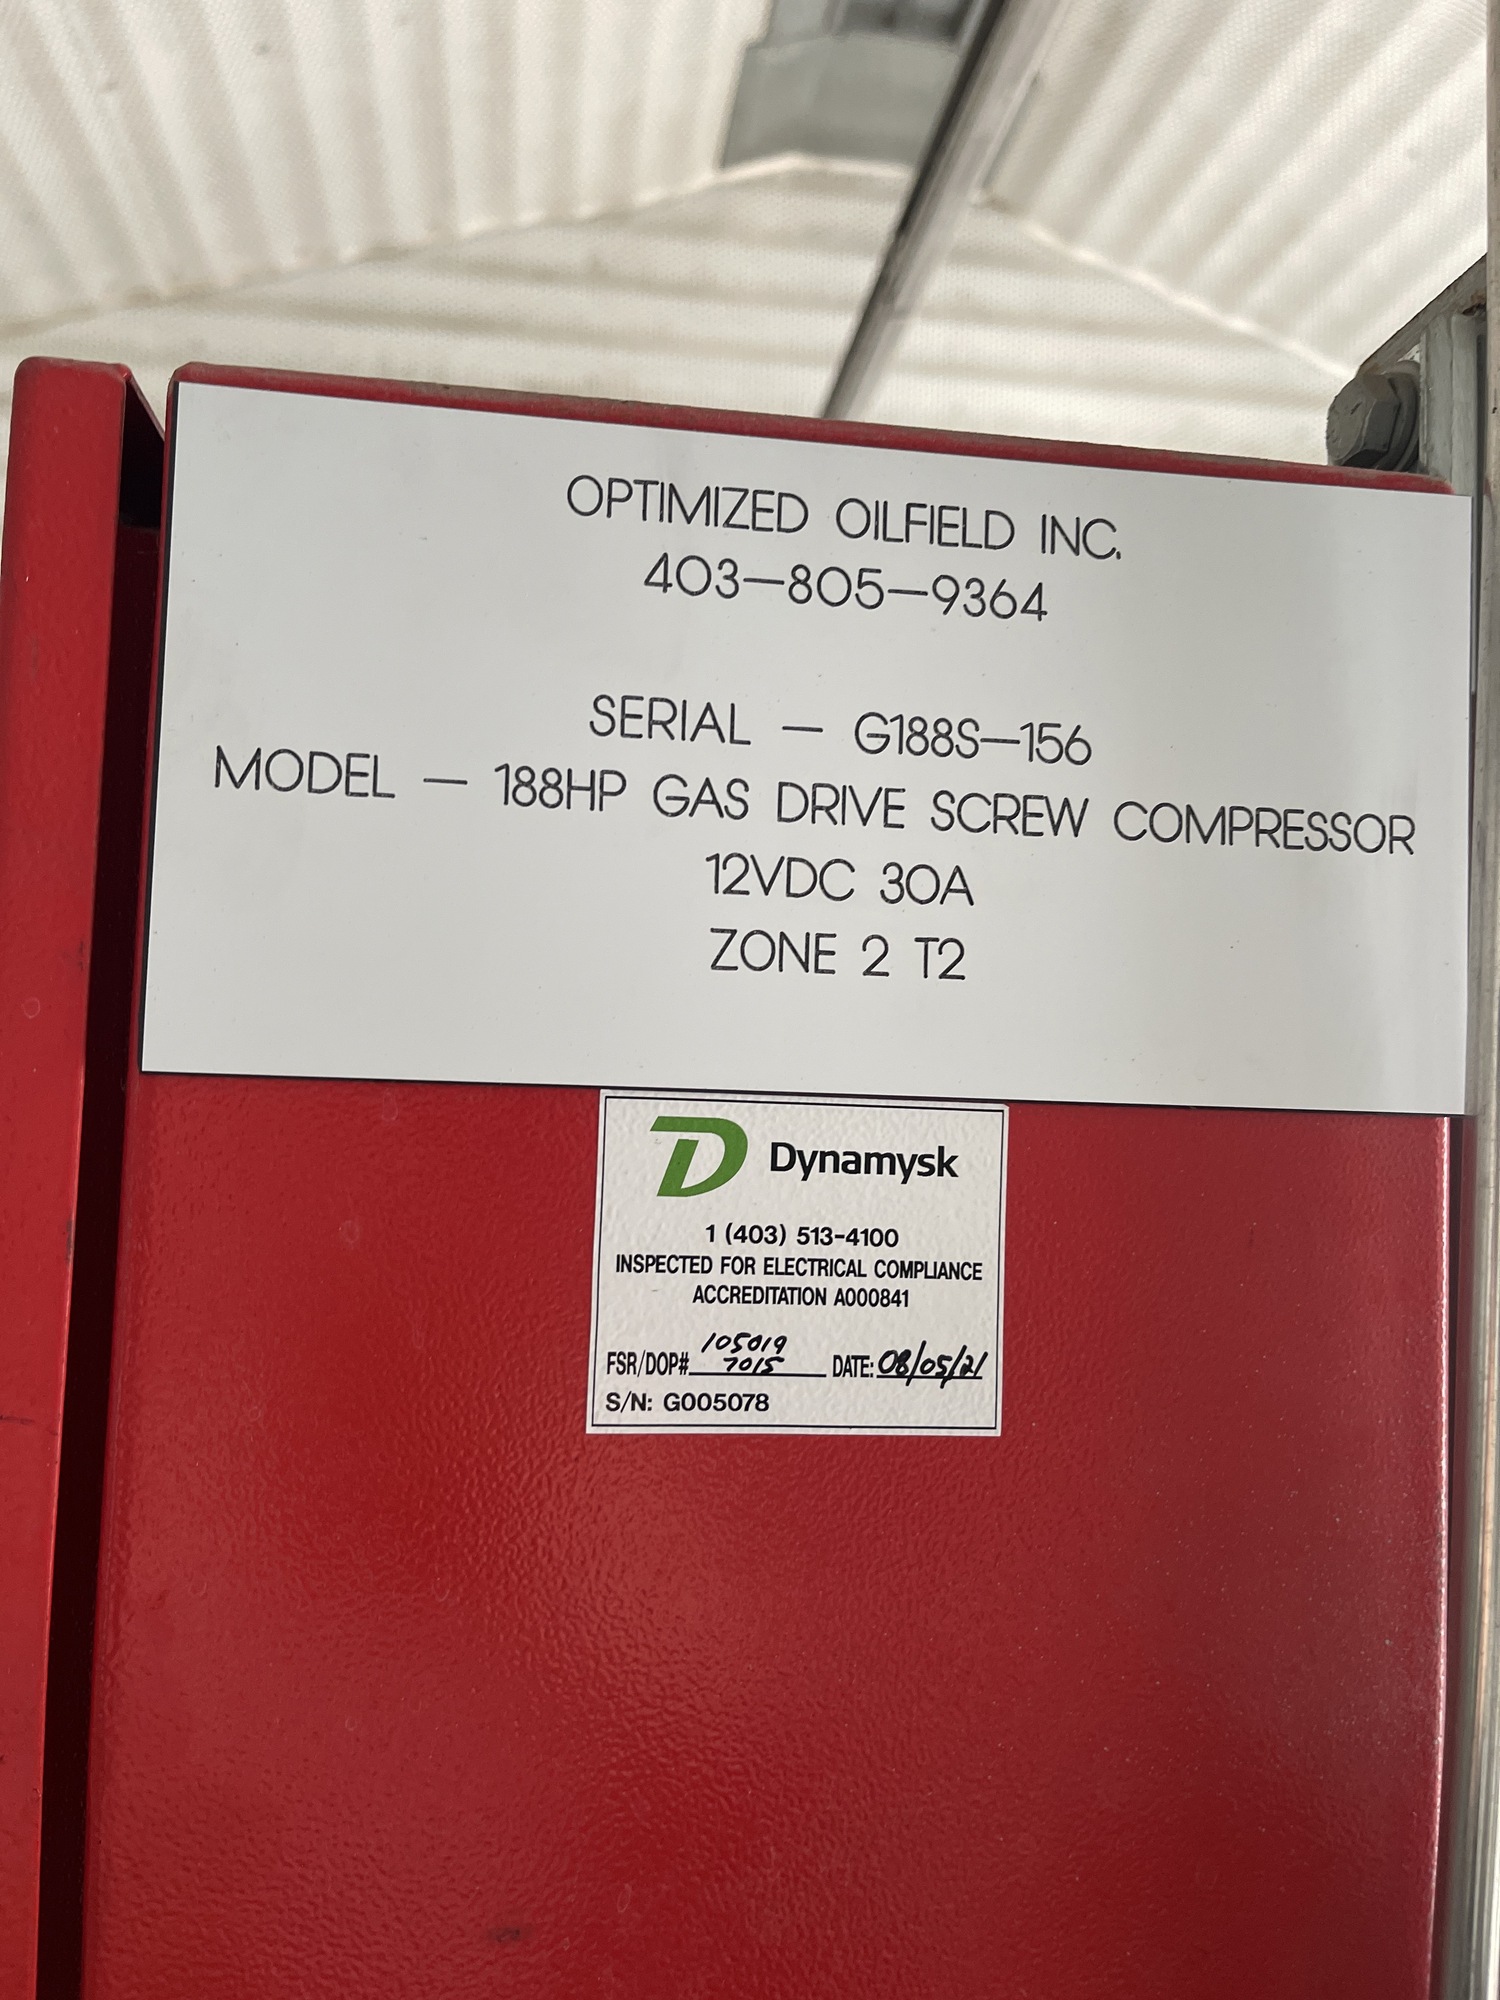 OPTIMIZED OILFIELD INC.
403-805-9364
SERIAL - G188S-156
MODEL - 188HP GAS DRIVE SCREW COMPRESSOR
12VDC 30A
ZONE 2 T2
D Dynamysk
1 (403) 513-4100
INSPECTED FOR ELECTRICAL COMPLIANCE
ACCREDITATION A000841
105019
FSR/DOP# 7015 DATE: 08/05/21
S/N: G005078